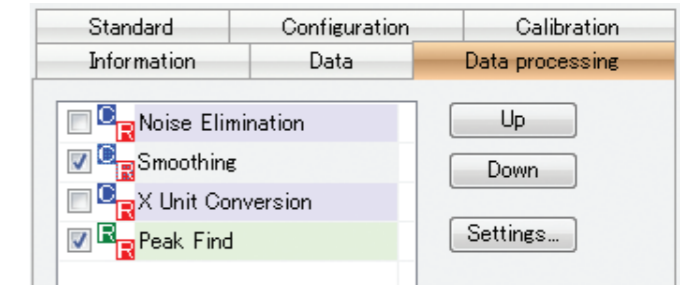 Standard Configuration Calibration
Information Data Data processing
C R Noise Elimination Up
C R Smoothing Down
C R X Unit Conversion
R R Peak Find Settings...